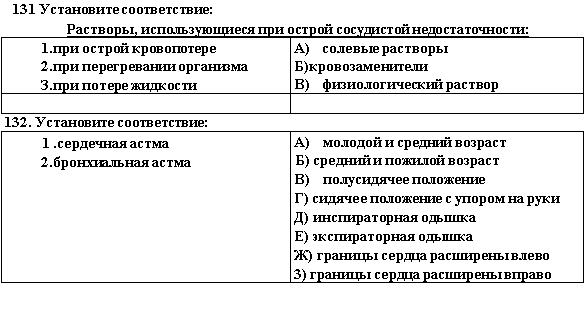 131 Установите соответствие:
Растворы, использующиеся при острой сосудистой недостаточности:
1.при острой кровопотере
2.при перегревании организма
3.при потере жидкости
А) солевые растворы
Б)кровозаменители
В) физиологический раствор
132. Установите соответствие:
1 .сердечная астма
2.бронхиальная астма
А) молодой и средний возраст
Б) средний и пожилой возраст
В) полусидячее положение
Г) сидячее положение с упором на руки
Д) инспираторная одышка
Е) экспираторная одышка
Ж) границы сердца расширены влево
З) границы сердца расширены вправо